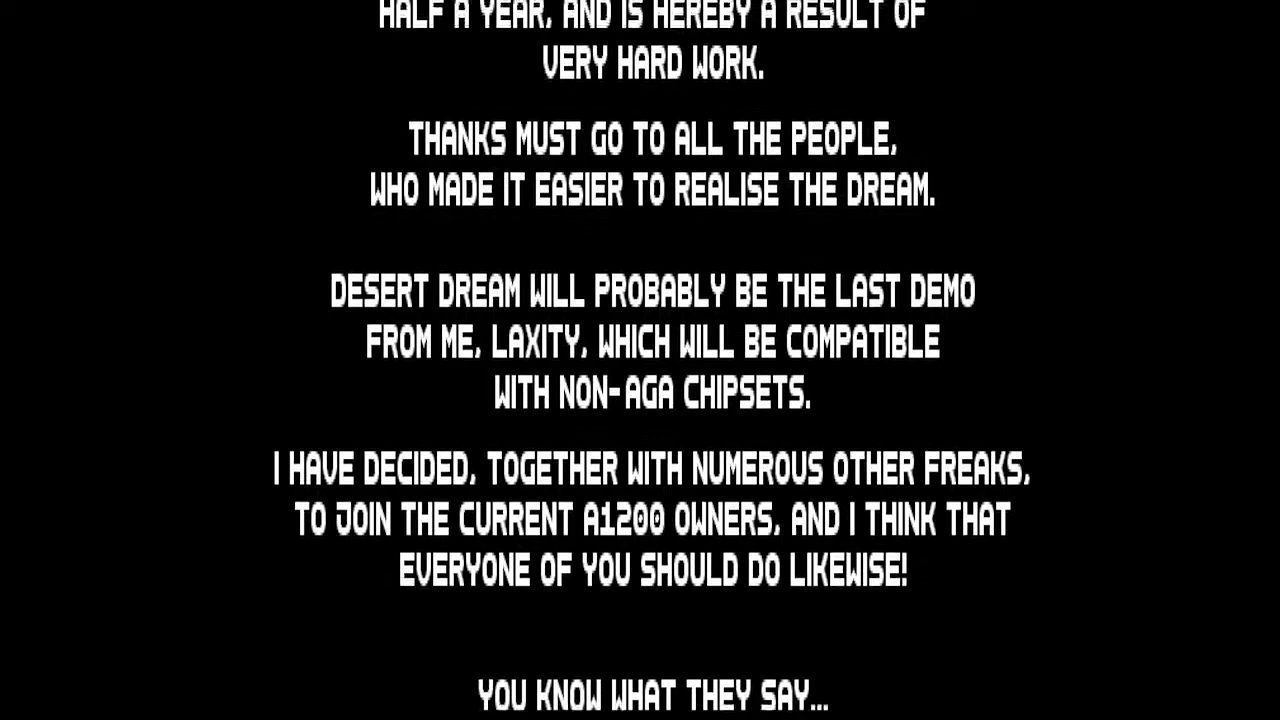 HALF A YEAR, AND IS HEREBY A RESULT OF
VERY HARD WORK.
THANKS MUST GO TO ALL THE PEOPLE,
WHO MADE IT EASIER TO REALISE THE DREAM.
DESERT DREAM WILL PROBABLY BE THE LAST DEMO
FROM ME, LAXITY, WHICH WILL BE COMPATIBLE
WITH NON-AGA CHIPSETS.
I HAVE DECIDED, TOGETHER WITH NUMEROUS OTHER FREAKS,
TO JOIN THE CURRENT A1200 OWNERS, AND I THINK THAT
EVERYONE OF YOU SHOULD DO LIKEWISE!
YOU KNOW WHAT THEY SAY...